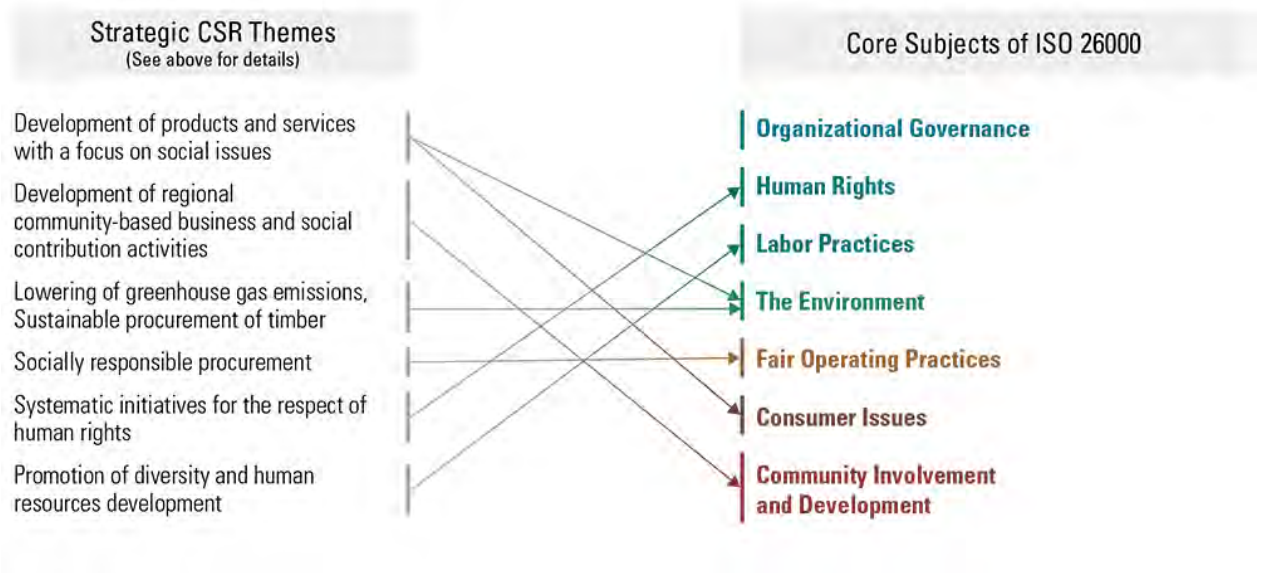 Strategic CSR Themes
(See above for details)
Development of products and services
with a focus on social issues
Development of regional
community-based business and social
contribution activities
Lowering of greenhouse gas emissions,
Sustainable procurement of timber
Socially responsible procurement
Systematic initiatives for the respect of
human rights
Promotion of diversity and human
resources development
Core Subjects of ISO 26000
Organizational Governance
Human Rights
Labor Practices
The Environment
Fair Operating Practices
Consumer Issues
Community Involvement
and Development